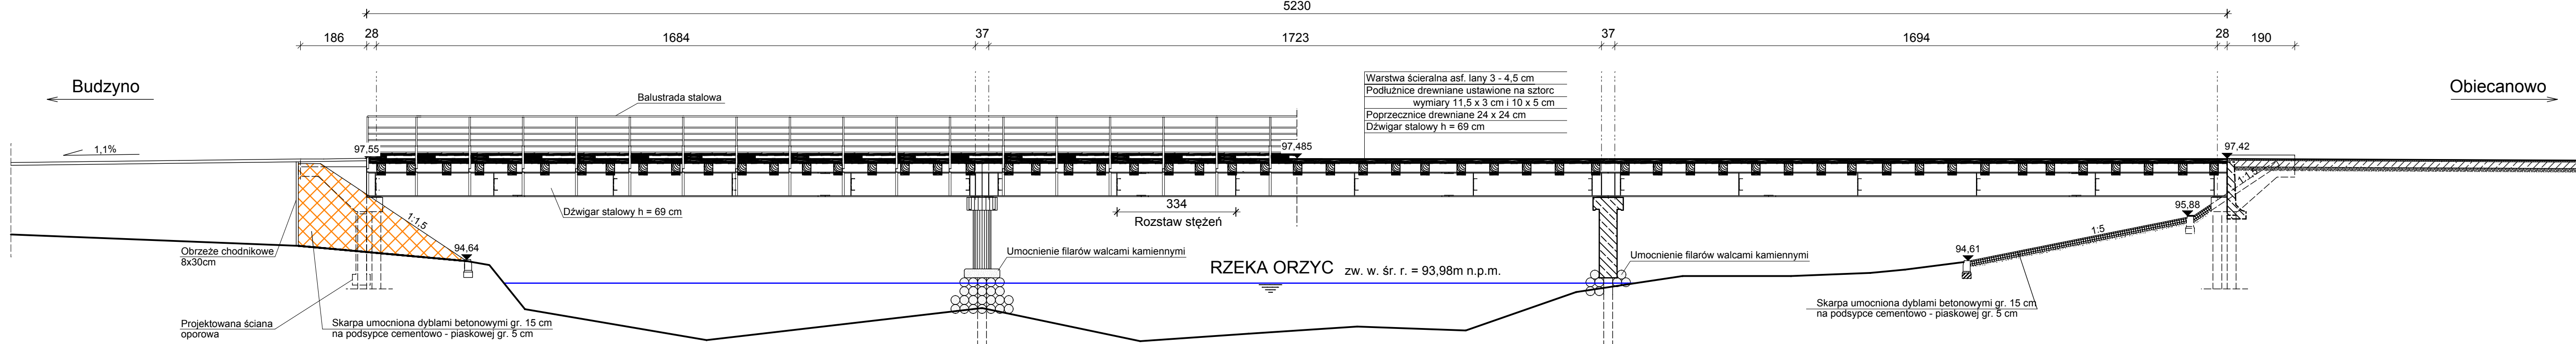 5230
186
28
1684
37
1723
37
1694
28
190
Budzyno
Obiecanowo
Balustrada stalowa
Warstwa ścieralna asf. lany 3 - 4,5 cm
Podłużnice drewniane ustawione na sztorc
wymiary 11,5 x 3 cm i 10 x 5 cm
Poprzecznice drewniane 24 x 24 cm
Dźwigar stalowy h = 69 cm
1,1%
97,55
97,485
97,42
1:1,5
1:1,5
Dźwigar stalowy h = 69 cm
334
Rozstaw stężeń
95,88
1:5
94,64
94,61
Obrzeże chodnikowe
8x30cm
Umocnienie filarów walcami kamiennymi
Umocnienie filarów walcami kamiennymi
RZEKA ORZYC zw. w. śr. r. = 93,98m n.p.m.
Projektowana ściana
oporowa
Skarpa umocniona dyblami betonowymi gr. 15 cm
na podsypce cementowo - piaskowej gr. 5 cm
Skarpa umocniona dyblami betonowymi gr. 15 cm
na podsypce cementowo - piaskowej gr. 5 cm